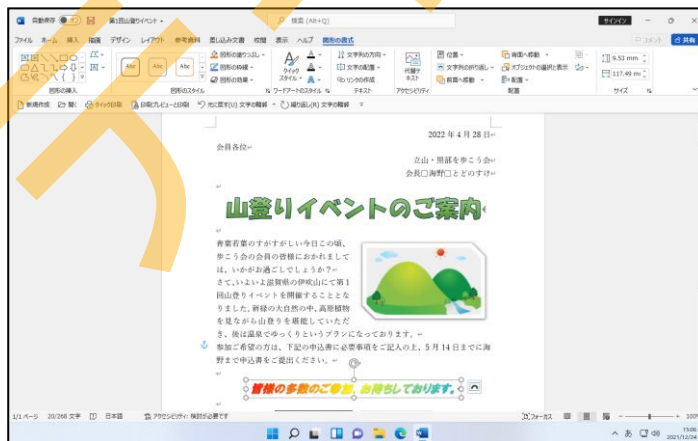 自動保存 オフ 第1回山登りイベント
検索 (Alt+Q)
サインイン
ファイル ホーム 挿入 描画 デザイン レイアウト 参考資料 差し込み文書 校閲 表示 ヘルプ 図形の書式
コメント 共有
図形の挿入
Abc Abc Abc
図形の塗りつぶし
図形の枠線
図形の効果
図形のスタイル
クイック スタイル
ワードアートのスタイル
文字列の方向
文字の配置
リンクの作成
テキスト
代替テキスト
アクセシビリティ
位置
文字列の折り返し
前面へ移動
背面へ移動
オブジェクトの選択と表示
配置
配置
9.53 mm
117.49 mm
サイズ
新規作成 開く クイック印刷 印刷プレビューと印刷 元に戻す(U) 文字の輪郭 繰り返し(R) 文字の輪郭
2022 年 4 月 28 日
会員各位
立山・黒部を歩こう会
会長□海野□とどのすけ
山登りイベントのご案内
青葉若葉のすがすがしい今日この頃、
歩こう会の会員の皆様におかれまして
は、いかがお過ごしでしょうか?
さて、いよいよ滋賀県の伊吹山にて第 1
回山登りイベントを開催することとな
りました。新緑の大自然の中、高原植物
を見ながら山登りを堪能していただ
き、後は温泉でゆっくりというプランになっております。
参加ご希望の方は、下記の申込書に必要事項をご記入の上、5 月 14 日までに海
野まで申込書をご提出ください。
皆様の多数のご参加、お待ちしております。
1/1 ページ 20/268 文字 日本語 アクセシビリティ: 検討が必要です
フォーカス
100%
あ
15:06
2021/12/28